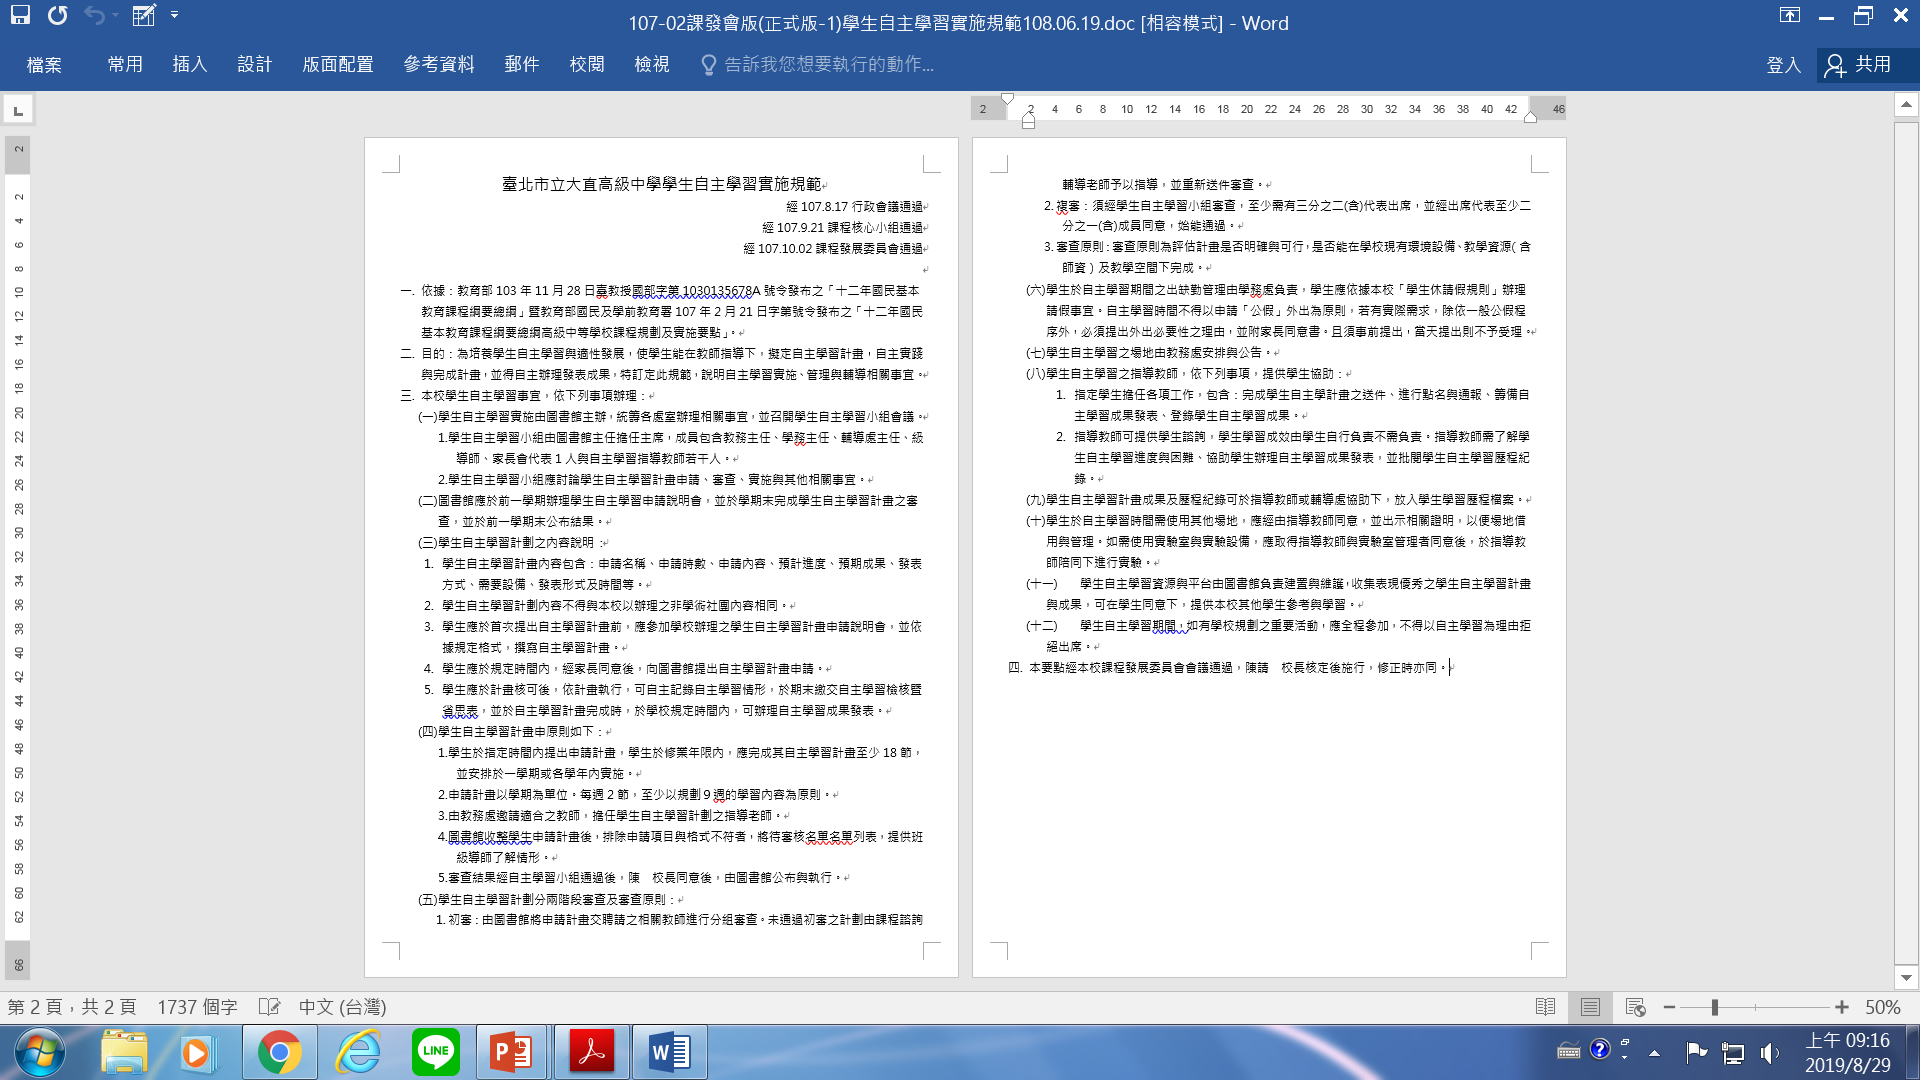 107-02課發會版(正式版-1)學生自主學習實施規範108.06.19.doc [相容模式] - Word
檔案 常用 插入 設計 版面配置 參考資料 郵件 校閱 檢視 告訴我您想要執行的動作... 登入 共用
2 2 4 6 8 10 12 14 16 18 20 22 24 26 28 30 32 34 36 38 40 42 46
臺北市立大直高級中學學生自主學習實施規範
經 107.8.17 行政會議通過
經 107.9.21 課程核心小組通過
經 107.10.02 課程發展委員會通過
一. 依據：教育部 103 年 11 月 28 日臺教授國部字第 1030135678A 號令發布之「十二年國民基本
教育課程綱要總綱」暨教育部國民及學前教育署 107 年 2 月 21 日字第號令發布之「十二年國民
基本教育課程綱要總綱高級中等學校課程規劃及實施要點」。
二. 目的：為培養學生自主學習與適性發展，使學生能在教師指導下，擬定自主學習計畫，自主實踐
與完成計畫，並得自主辦理發表成果，特訂定此規範，說明自主學習實施、管理與輔導相關事宜。
三. 本校學生自主學習事宜，依下列事項辦理：
(一)學生自主學習實施由圖書館主辦，統籌各處室辦理相關事宜，並召開學生自主學習小組會議。
1.學生自主學習小組由圖書館主任擔任主席，成員包含教務主任、學務主任、輔導處主任、級
導師、家長會代表 1 人與自主學習指導教師若干人。
2.學生自主學習小組應討論學生自主學習計畫申請、審查、實施與其他相關事宜。
(二)圖書館應於前一學期辦理學生自主學習申請說明會，並於學期末完成學生自主學習計畫之審
查，並於前一學期末公布結果。
(三)學生自主學習計劃之內容說明：
1. 學生自主學習計畫內容包含：申請名稱、申請時數、申請內容、預計進度、預期成果、發表
方式、需要設備、發表形式及時間等。
2. 學生自主學習計劃內容不得與本校以辦理之非學術社團內容相同。
3. 學生應於首次提出自主學習計畫前，應參加學校辦理之學生自主學習計畫申請說明會，並依
據規定格式，撰寫自主學習計畫。
4. 學生應於規定時間內，經家長同意後，向圖書館提出自主學習計畫申請。
5. 學生應於計畫核可後，依計畫執行，可自主記錄自主學習情形，於期末繳交自主學習檢核暨
省思表，並於自主學習計畫完成時，於學校規定時間內，可辦理自主學習成果發表。
(四)學生自主學習計畫申原則如下：
1.學生於指定時間內提出申請計畫，學生於修業年限內，應完成其自主學習計畫至少 18 節，
並安排於一學期或各學年內實施。
2.申請計畫以學期為單位。每週 2 節，至少以規劃 9 週的學習內容為原則。
3.由教務處邀請適合之教師，擔任學生自主學習計劃之指導老師。
4.圖書館收整學生申請計畫後，排除申請項目與格式不符者，將待審核名單名單列表，提供班
級導師了解情形。
5.審查結果經自主學習小組通過後，陳　校長同意後，由圖書館公布與執行。
(五)學生自主學習計劃分兩階段審查及審查原則：
1. 初審：由圖書館將申請計畫交聘請之相關教師進行分組審查。未通過初審之計劃由課程諮詢
輔導老師予以指導，並重新送件審查。
2. 複審：須經學生自主學習小組審查，至少需有三分之二(含)代表出席，並經出席代表至少二
分之一(含)成員同意，始能通過。
3. 審查原則：審查原則為評估計畫是否明確與可行，是否能在學校現有環境設備、教學資源( 含
師資 ) 及教學空間下完成。
(六)學生於自主學習期間之出缺勤管理由學務處負責，學生應依據本校「學生休請假規則」辦理
請假事宜。自主學習時間不得以申請「公假」外出為原則，若有實際需求，除依一般公假程
序外，必須提出外出必要性之理由，並附家長同意書。且須事前提出，當天提出則不予受理。
(七)學生自主學習之場地由教務處安排與公告。
(八)學生自主學習之指導教師，依下列事項，提供學生協助：
1. 指定學生擔任各項工作，包含：完成學生自主學計畫之送件、進行點名與通報、籌備自
主學習成果發表、登錄學生自主學習成果。
2. 指導教師可提供學生諮詢，學生學習成效由學生自行負責不需負責。指導教師需了解學
生自主學習進度與困難、協助學生辦理自主學習成果發表，並批閱學生自主學習歷程紀
錄。
(九)學生自主學習計畫成果及歷程紀錄可於指導教師或輔導處協助下，放入學生學習歷程檔案。
(十)學生於自主學習時間需使用其他場地，應經由指導教師同意，並出示相關證明，以便場地借
用與管理。如需使用實驗室與實驗設備，應取得指導教師與實驗室管理者同意後，於指導教
師陪同下進行實驗。
(十一)　學生自主學習資源與平台由圖書館負責建置與維護，收集表現優秀之學生自主學習計畫
與成果，可在學生同意下，提供本校其他學生參考與學習。
(十二)　學生自主學習期間，如有學校規劃之重要活動，應全程參加，不得以自主學習為理由拒
絕出席。
四. 本要點經本校課程發展委員會會議通過，陳請　校長核定後施行，修正時亦同。
2 2 4 6 8 10 12 14 16 18 20 22 24 26 28 30 32 34 36 38 40 42 44 46 48 50 52 54 56 58 60 62 66
第 2 頁，共 2 頁 1737 個字 中文 (台灣) 50%
LINE
上午 09:16
2019/8/29